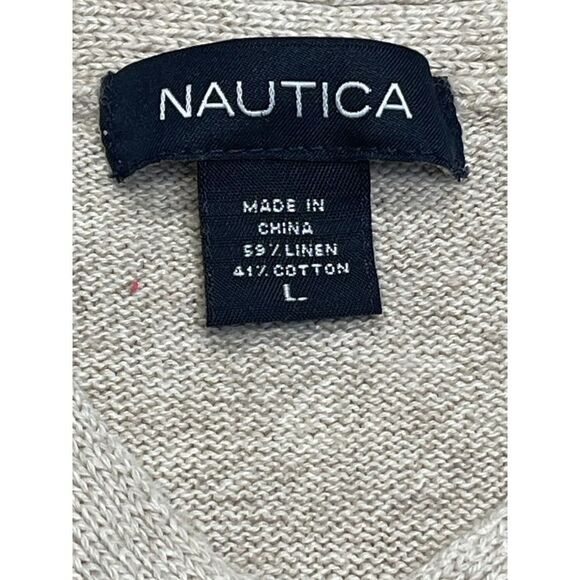 NAUTICA
MADE IN
CHINA
59% LINEN
41% COTTON
L